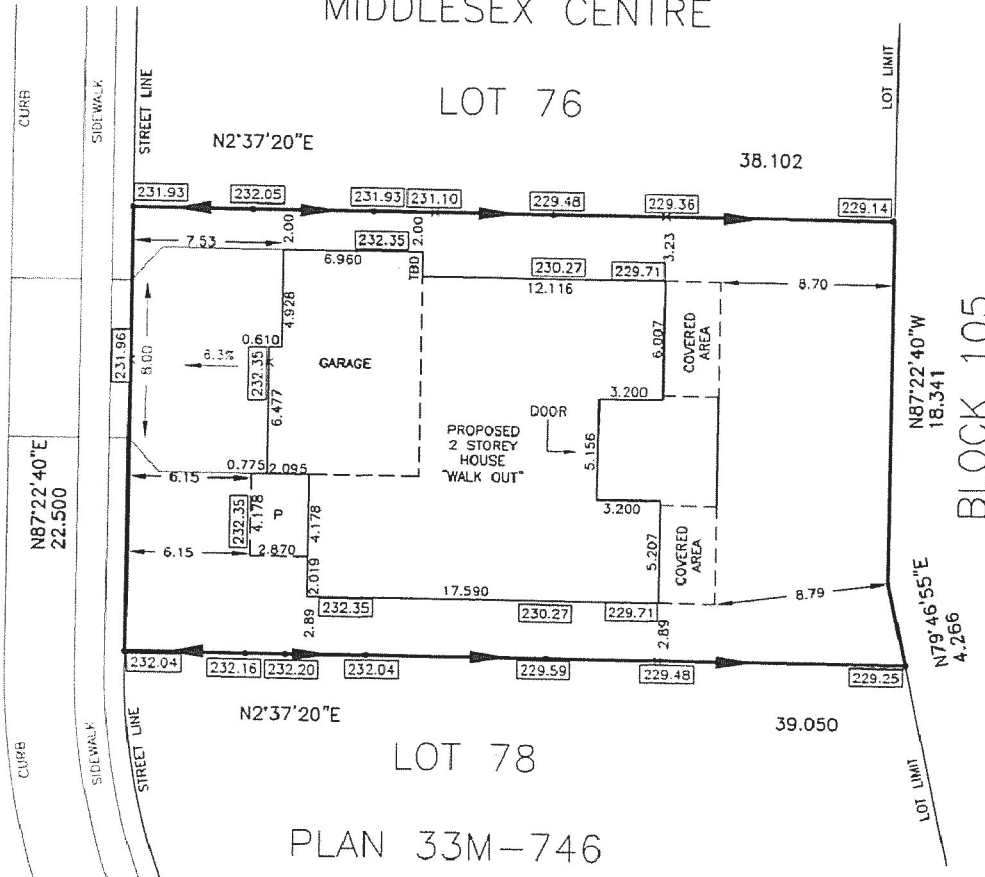 MIDDLESEX CENTRE
LOT 76
CURB
SIDEWALK
STREET LINE
LOT LIMIT
N2°37'20"E
38.102
231.93
232.05
231.93
231.10
229.48
229.36
229.14
2.00
2.00
3.23
7.53
232.35
6.960
TBD
230.27
229.71
12.116
8.70
4.928
6.007
COVERED
AREA
0.610
GARAGE
231.96
8.00
6.3%
232.35
6.477
3.200
DOOR
PROPOSED
2 STOREY
HOUSE
"WALK OUT"
5.156
N87°22'40"W
18.341
BLOCK 105
N87°22'40"E
22.500
0.775
2.095
6.15
232.35
4.178
P
4.178
3.200
6.15
2.870
2.019
5.207
COVERED
AREA
17.590
8.79
N79°46'55"E
4.266
232.35
230.27
229.71
2.89
2.89
232.04
232.16
232.20
232.04
229.59
229.48
229.25
N2°37'20"E
39.050
CURB
SIDEWALK
STREET LINE
LOT 78
LOT LIMIT
PLAN 33M-746